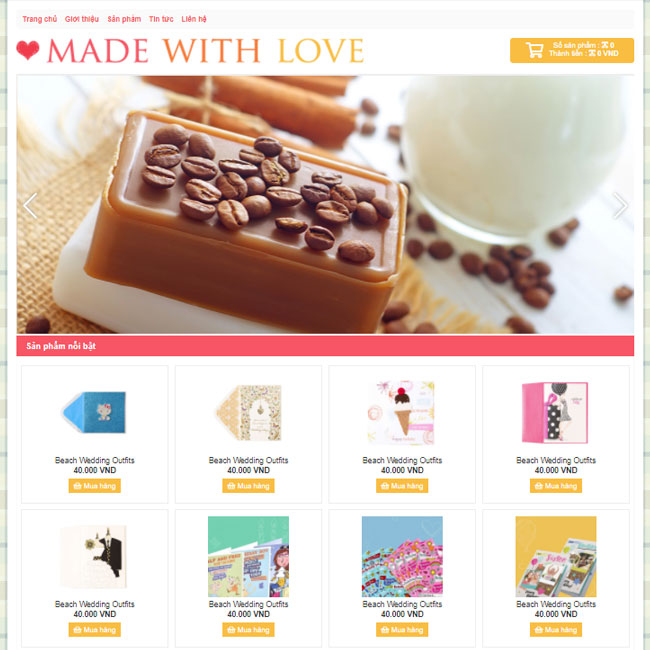 Trang chủ Giới thiệu Sản phẩm Tin tức Liên hệ
MADE WITH LOVE
Số sản phẩm : 0
Thành tiền : 0 VND
Sản phẩm nổi bật
Beach Wedding Outfits Beach Wedding Outfits Beach Wedding Outfits Beach Wedding Outfits
40.000 VND 40.000 VND 40.000 VND 40.000 VND
Mua hàng Mua hàng Mua hàng Mua hàng
Beach Wedding Outfits Beach Wedding Outfits Beach Wedding Outfits Beach Wedding Outfits
40.000 VND 40.000 VND 40.000 VND 40.000 VND
Mua hàng Mua hàng Mua hàng Mua hàng